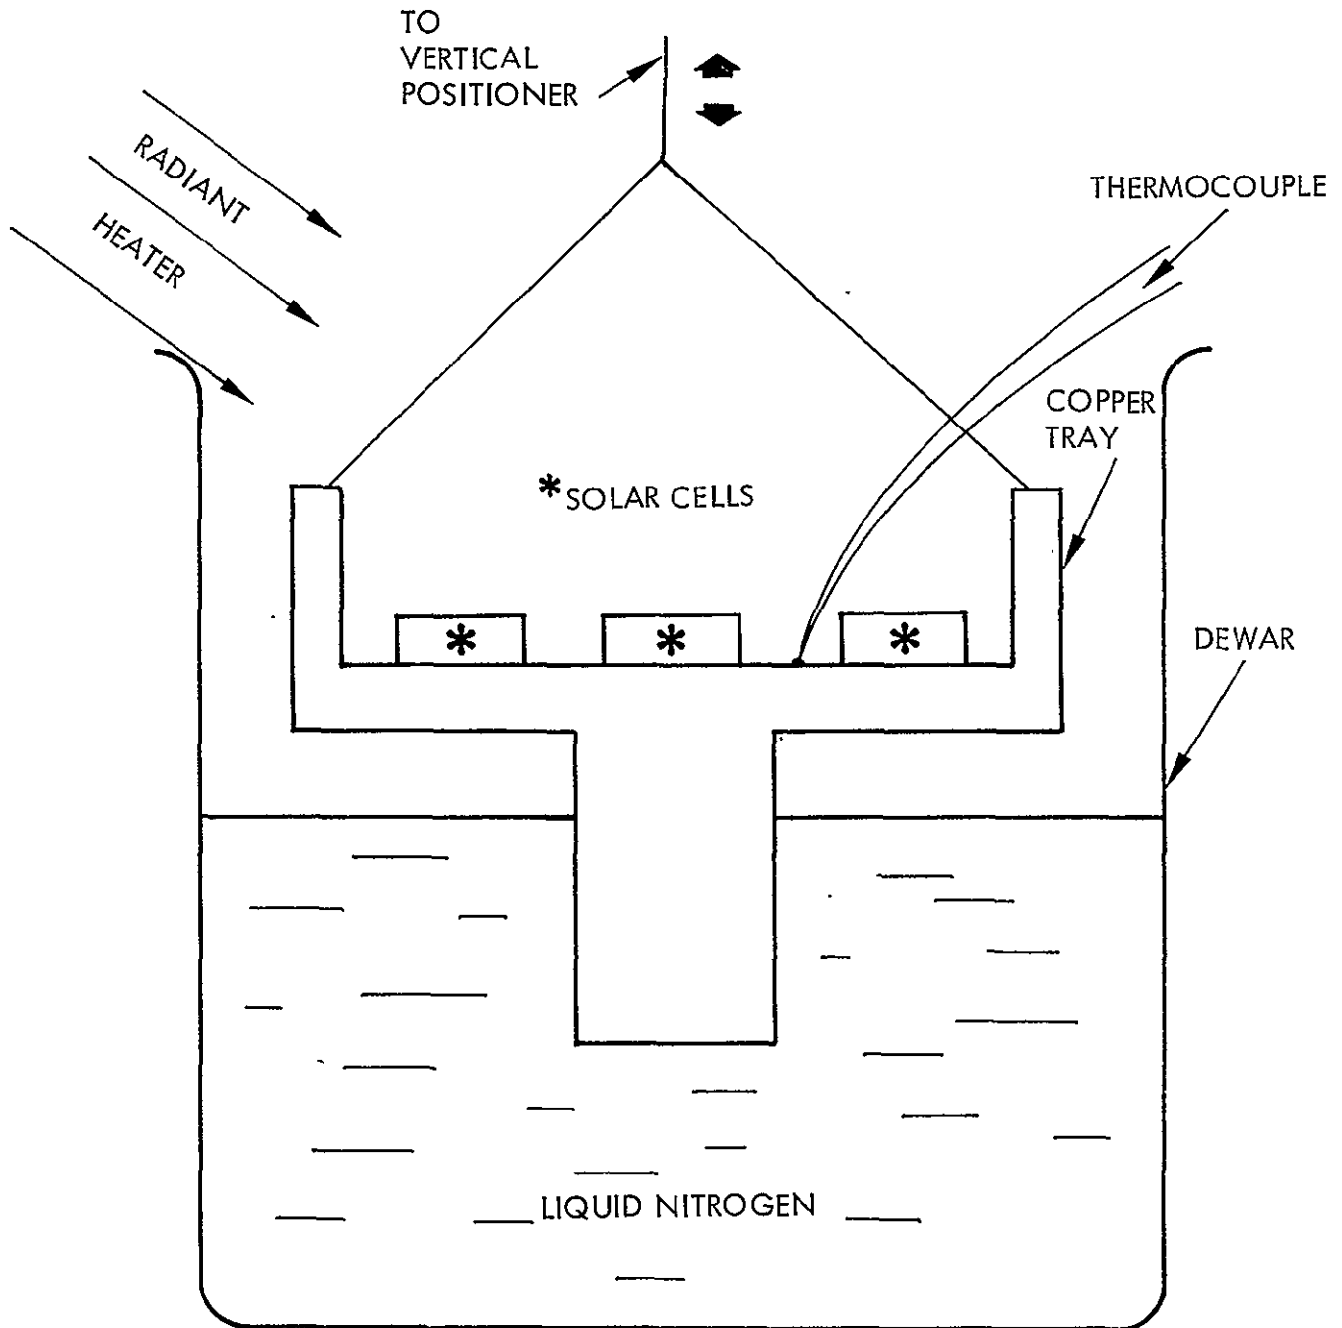 TO
VERTICAL
POSITIONER
RADIANT
HEATER
THERMOCOUPLE
COPPER
TRAY
*SOLAR CELLS
* * *
DEWAR
LIQUID NITROGEN